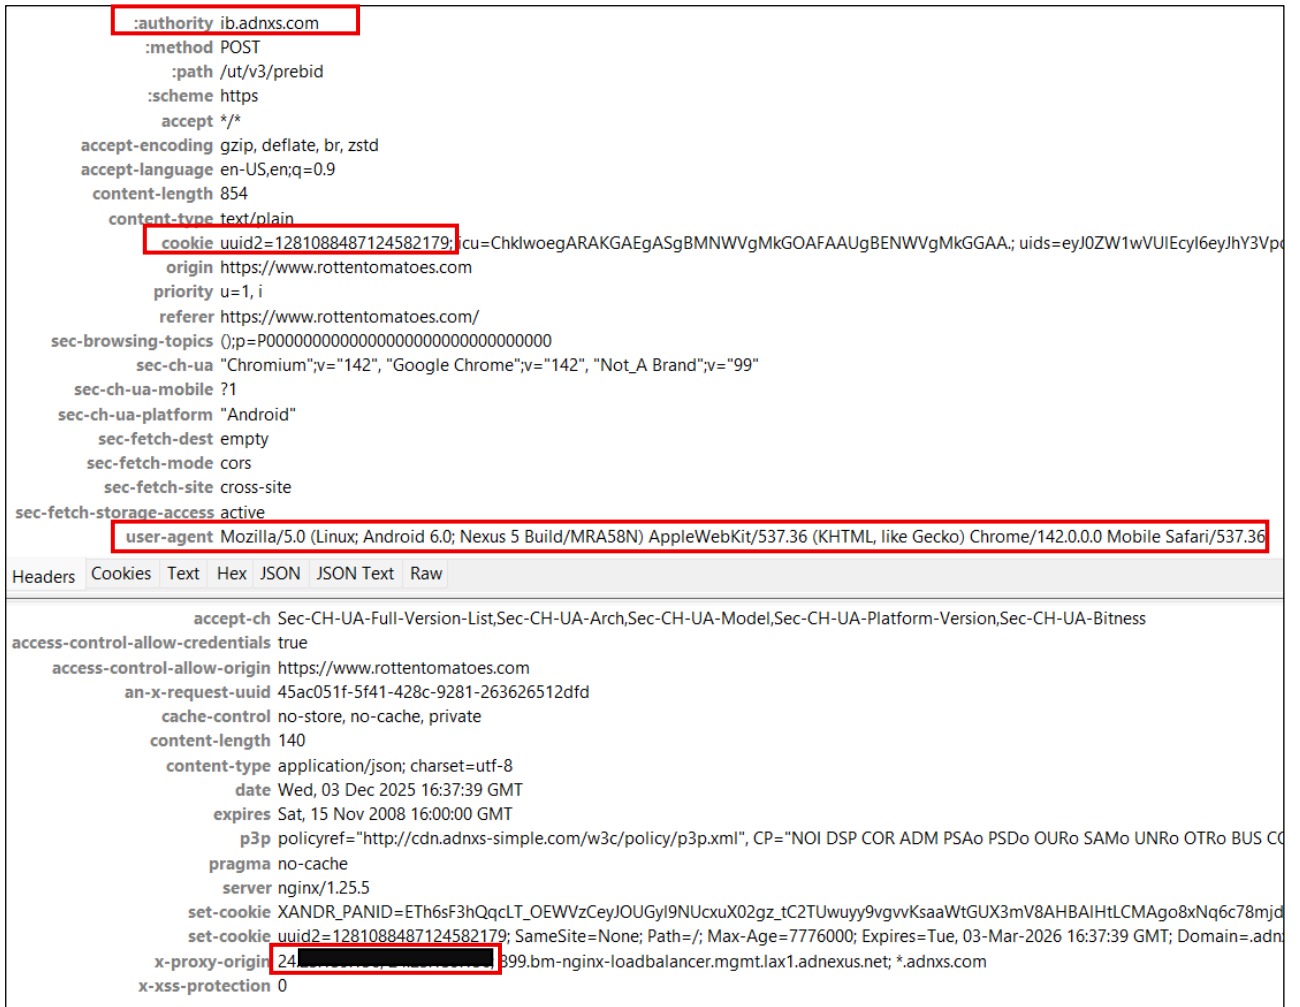 :authority ib.adnxs.com
:method POST
:path /ut/v3/prebid
:scheme https
accept */*
accept-encoding gzip, deflate, br, zstd
accept-language en-US,en;q=0.9
content-length 854
content-type text/plain
cookie uuid2=1281088487124582179; icu=ChkIwoegARAKGAEgASgBMNWVgMkGOAFAAUgBENWVgMkGGAA.; uids=eyJ0ZW1wVUlEcyI6eyJhY3Vpc
origin https://www.rottentomatoes.com
priority u=1, i
referer https://www.rottentomatoes.com/
sec-browsing-topics ();p=P0000000000000000000000000000000
sec-ch-ua "Chromium";v="142", "Google Chrome";v="142", "Not_A Brand";v="99"
sec-ch-ua-mobile ?1
sec-ch-ua-platform "Android"
sec-fetch-dest empty
sec-fetch-mode cors
sec-fetch-site cross-site
sec-fetch-storage-access active
user-agent Mozilla/5.0 (Linux; Android 6.0; Nexus 5 Build/MRA58N) AppleWebKit/537.36 (KHTML, like Gecko) Chrome/142.0.0.0 Mobile Safari/537.36
Headers Cookies Text Hex JSON JSON Text Raw
accept-ch Sec-CH-UA-Full-Version-List,Sec-CH-UA-Arch,Sec-CH-UA-Model,Sec-CH-UA-Platform-Version,Sec-CH-UA-Bitness
access-control-allow-credentials true
access-control-allow-origin https://www.rottentomatoes.com
an-x-request-uuid 45ac051f-5f41-428c-9281-263626512dfd
cache-control no-store, no-cache, private
content-length 140
content-type application/json; charset=utf-8
date Wed, 03 Dec 2025 16:37:39 GMT
expires Sat, 15 Nov 2008 16:00:00 GMT
p3p policyref="http://cdn.adnxs-simple.com/w3c/policy/p3p.xml", CP="NOI DSP COR ADM PSAo PSDo OURo SAMo UNRo OTRo BUS CO
pragma no-cache
server nginx/1.25.5
set-cookie XANDR_PANID=ETh6sF3hQqcLT_OEWVzCeyJOUGyl9NUcxuX02gz_tC2TUwuyy9vgvvKsaaWtGUX3mV8AHBAIHtLCMAgo8xNq6c78mjd
set-cookie uuid2=1281088487124582179; SameSite=None; Path=/; Max-Age=7776000; Expires=Tue, 03-Mar-2026 16:37:39 GMT; Domain=.adn
x-proxy-origin 24. 899.bm-nginx-loadbalancer.mgmt.lax1.adnexus.net; *.adnxs.com
x-xss-protection 0